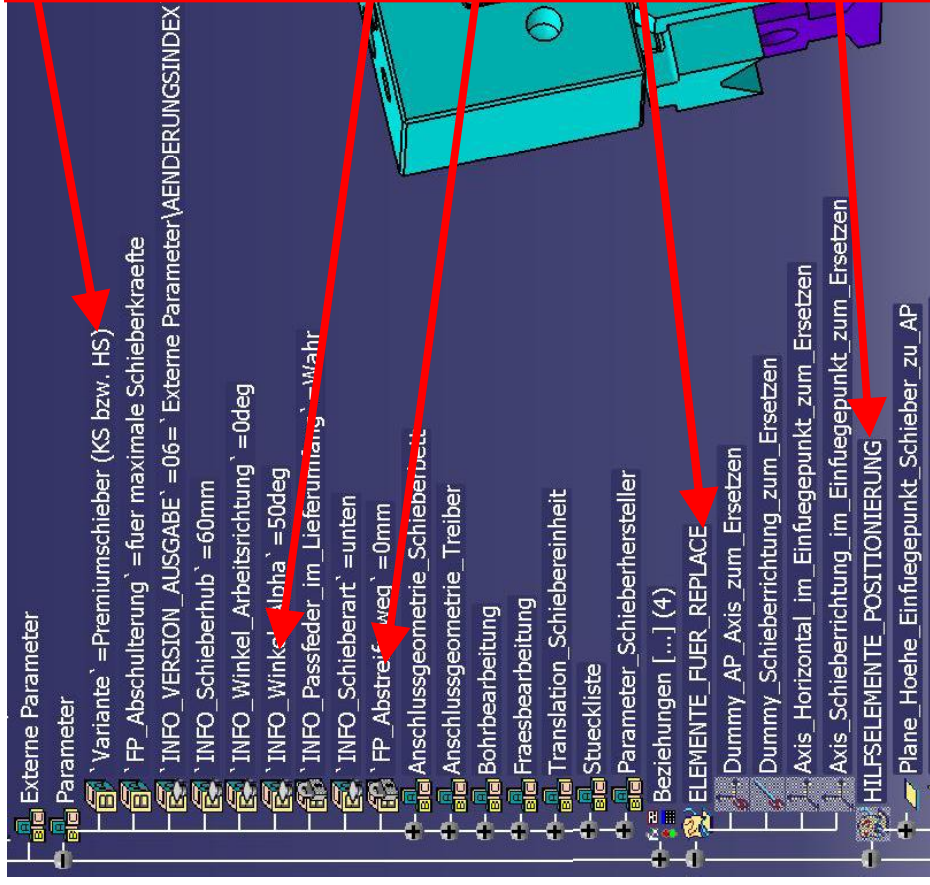 Externe Parameter
Parameter
`Variante`=Premiumschieber (KS bzw. HS)
`FP_Abschulterung`=fuer maximale Schieberkraefte
`INFO_VERSION_AUSGABE`=06=`Externe Parameter\AENDERUNGSINDEX
`INFO_Schieberhub`=60mm
`INFO_Winkel_Arbeitsrichtung`=0deg
`INFO_Winkel_Alpha`=50deg
`INFO_Passfeder_im_Lieferumfang`=Wahr
`INFO_Schieberart`=unten
`FP_Abstreifweg`=0mm
Anschlussgeometrie_Schieberbett
Anschlussgeometrie_Treiber
Bohrbearbeitung
Fraesbearbeitung
Translation_Schiebereinheit
Stueckliste
Parameter_Schieberhersteller
Beziehungen [...] (4)
ELEMENTE_FUER_REPLACE
Dummy_AP_Axis_zum_Ersetzen
Dummy_Schieberrichtung_zum_Ersetzen
Axis_Horizontal_im_Einfuegepunkt_zum_Ersetzen
Axis_Schieberrichtung_im_Einfuegepunkt_zum_Ersetzen
HILFSELEMENTE_POSITIONIERUNG
Plane_Hoehe_Einfuegepunkt_Schieber_zu_AP